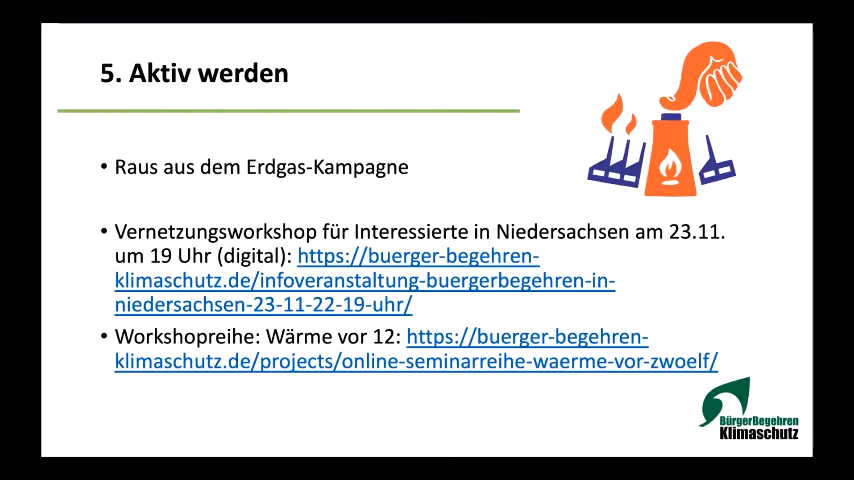 5. Aktiv werden
• Raus aus dem Erdgas-Kampagne
• Vernetzungsworkshop für Interessierte in Niedersachsen am 23.11.
um 19 Uhr (digital): https://buerger-begehren-
klimaschutz.de/infoveranstaltung-buergerbegehren-in-
niedersachsen-23-11-22-19-uhr/
• Workshopreihe: Wärme vor 12: https://buerger-begehren-
klimaschutz.de/projects/online-seminarreihe-waerme-vor-zwoelf/
BürgerBegehren
Klimaschutz